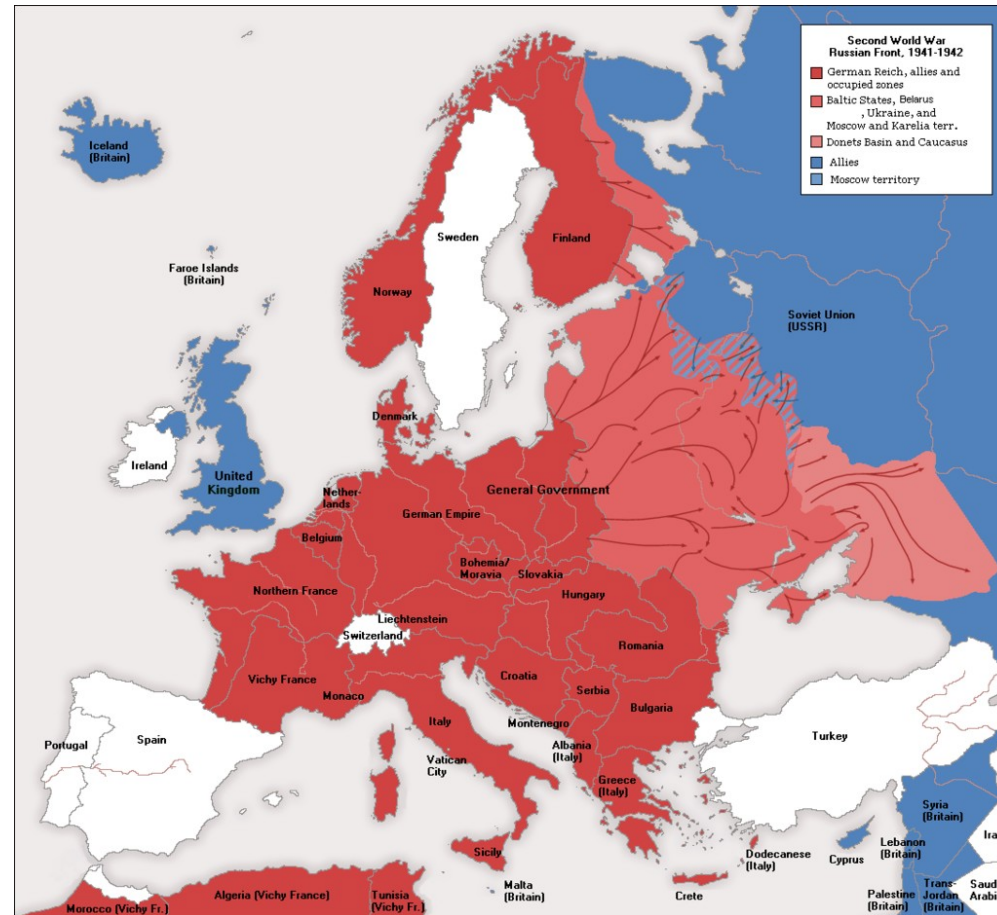 Second World War
Russian Front, 1941-1942
German Reich, allies and
occupied zones
Baltic States, Belarus
, Ukraine, and
Moscow and Karelia terr.
Donets Basin and Caucasus
Allies
Moscow territory
Iceland
(Britain)
Faroe Islands
(Britain)
Sweden
Finland
Norway
Soviet Union
(USSR)
Denmark
Ireland
United
Kingdom
Nether-
lands
General Government
German Empire
Belgium
Bohemia/
Moravia
Slovakia
Northern France
Hungary
Liechtenstein
Switzerland
Romania
Vichy France
Croatia
Monaco
Serbia
Bulgaria
Italy
Montenegro
Portugal
Spain
Turkey
Albania
(Italy)
Vatican
City
Greece
(Italy)
Syria
(Britain)
Sicily
Dodecanese
(Italy)
Cyprus
Lebanon
(Britain)
Ira
Malta
(Britain)
Crete
Algeria (Vichy France)
Tunisia
(Vichy Fr.)
Morocco (Vichy Fr.)
Palestine
(Britain)
Trans-
Jordan
(Britain)
Saud
Arabi